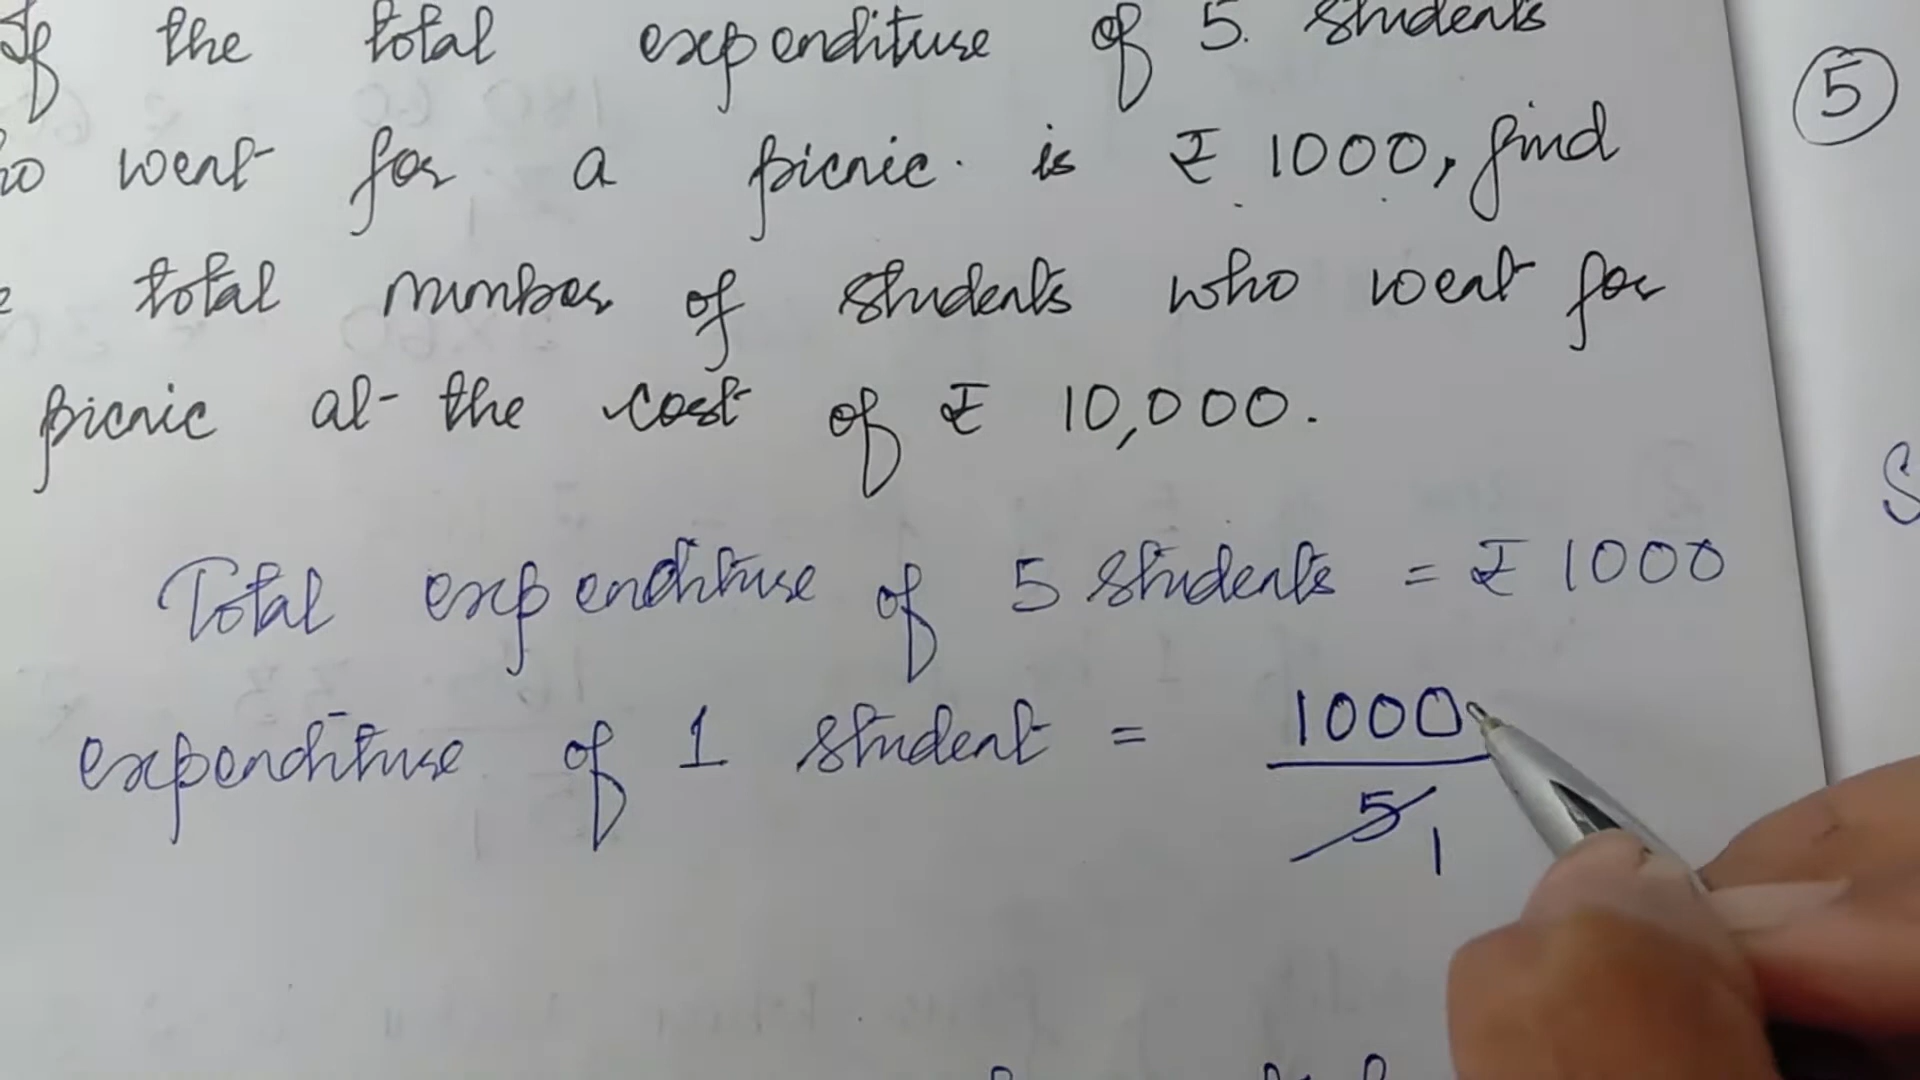 If the total expenditure of 5. students
went for a picnic. is ₹ 1000, find
total number of students who went for
picnic at the cost of ₹ 10,000.
Total expenditure of 5 students = ₹ 1000
expenditure of 1 student = 1000
5 1
5
S